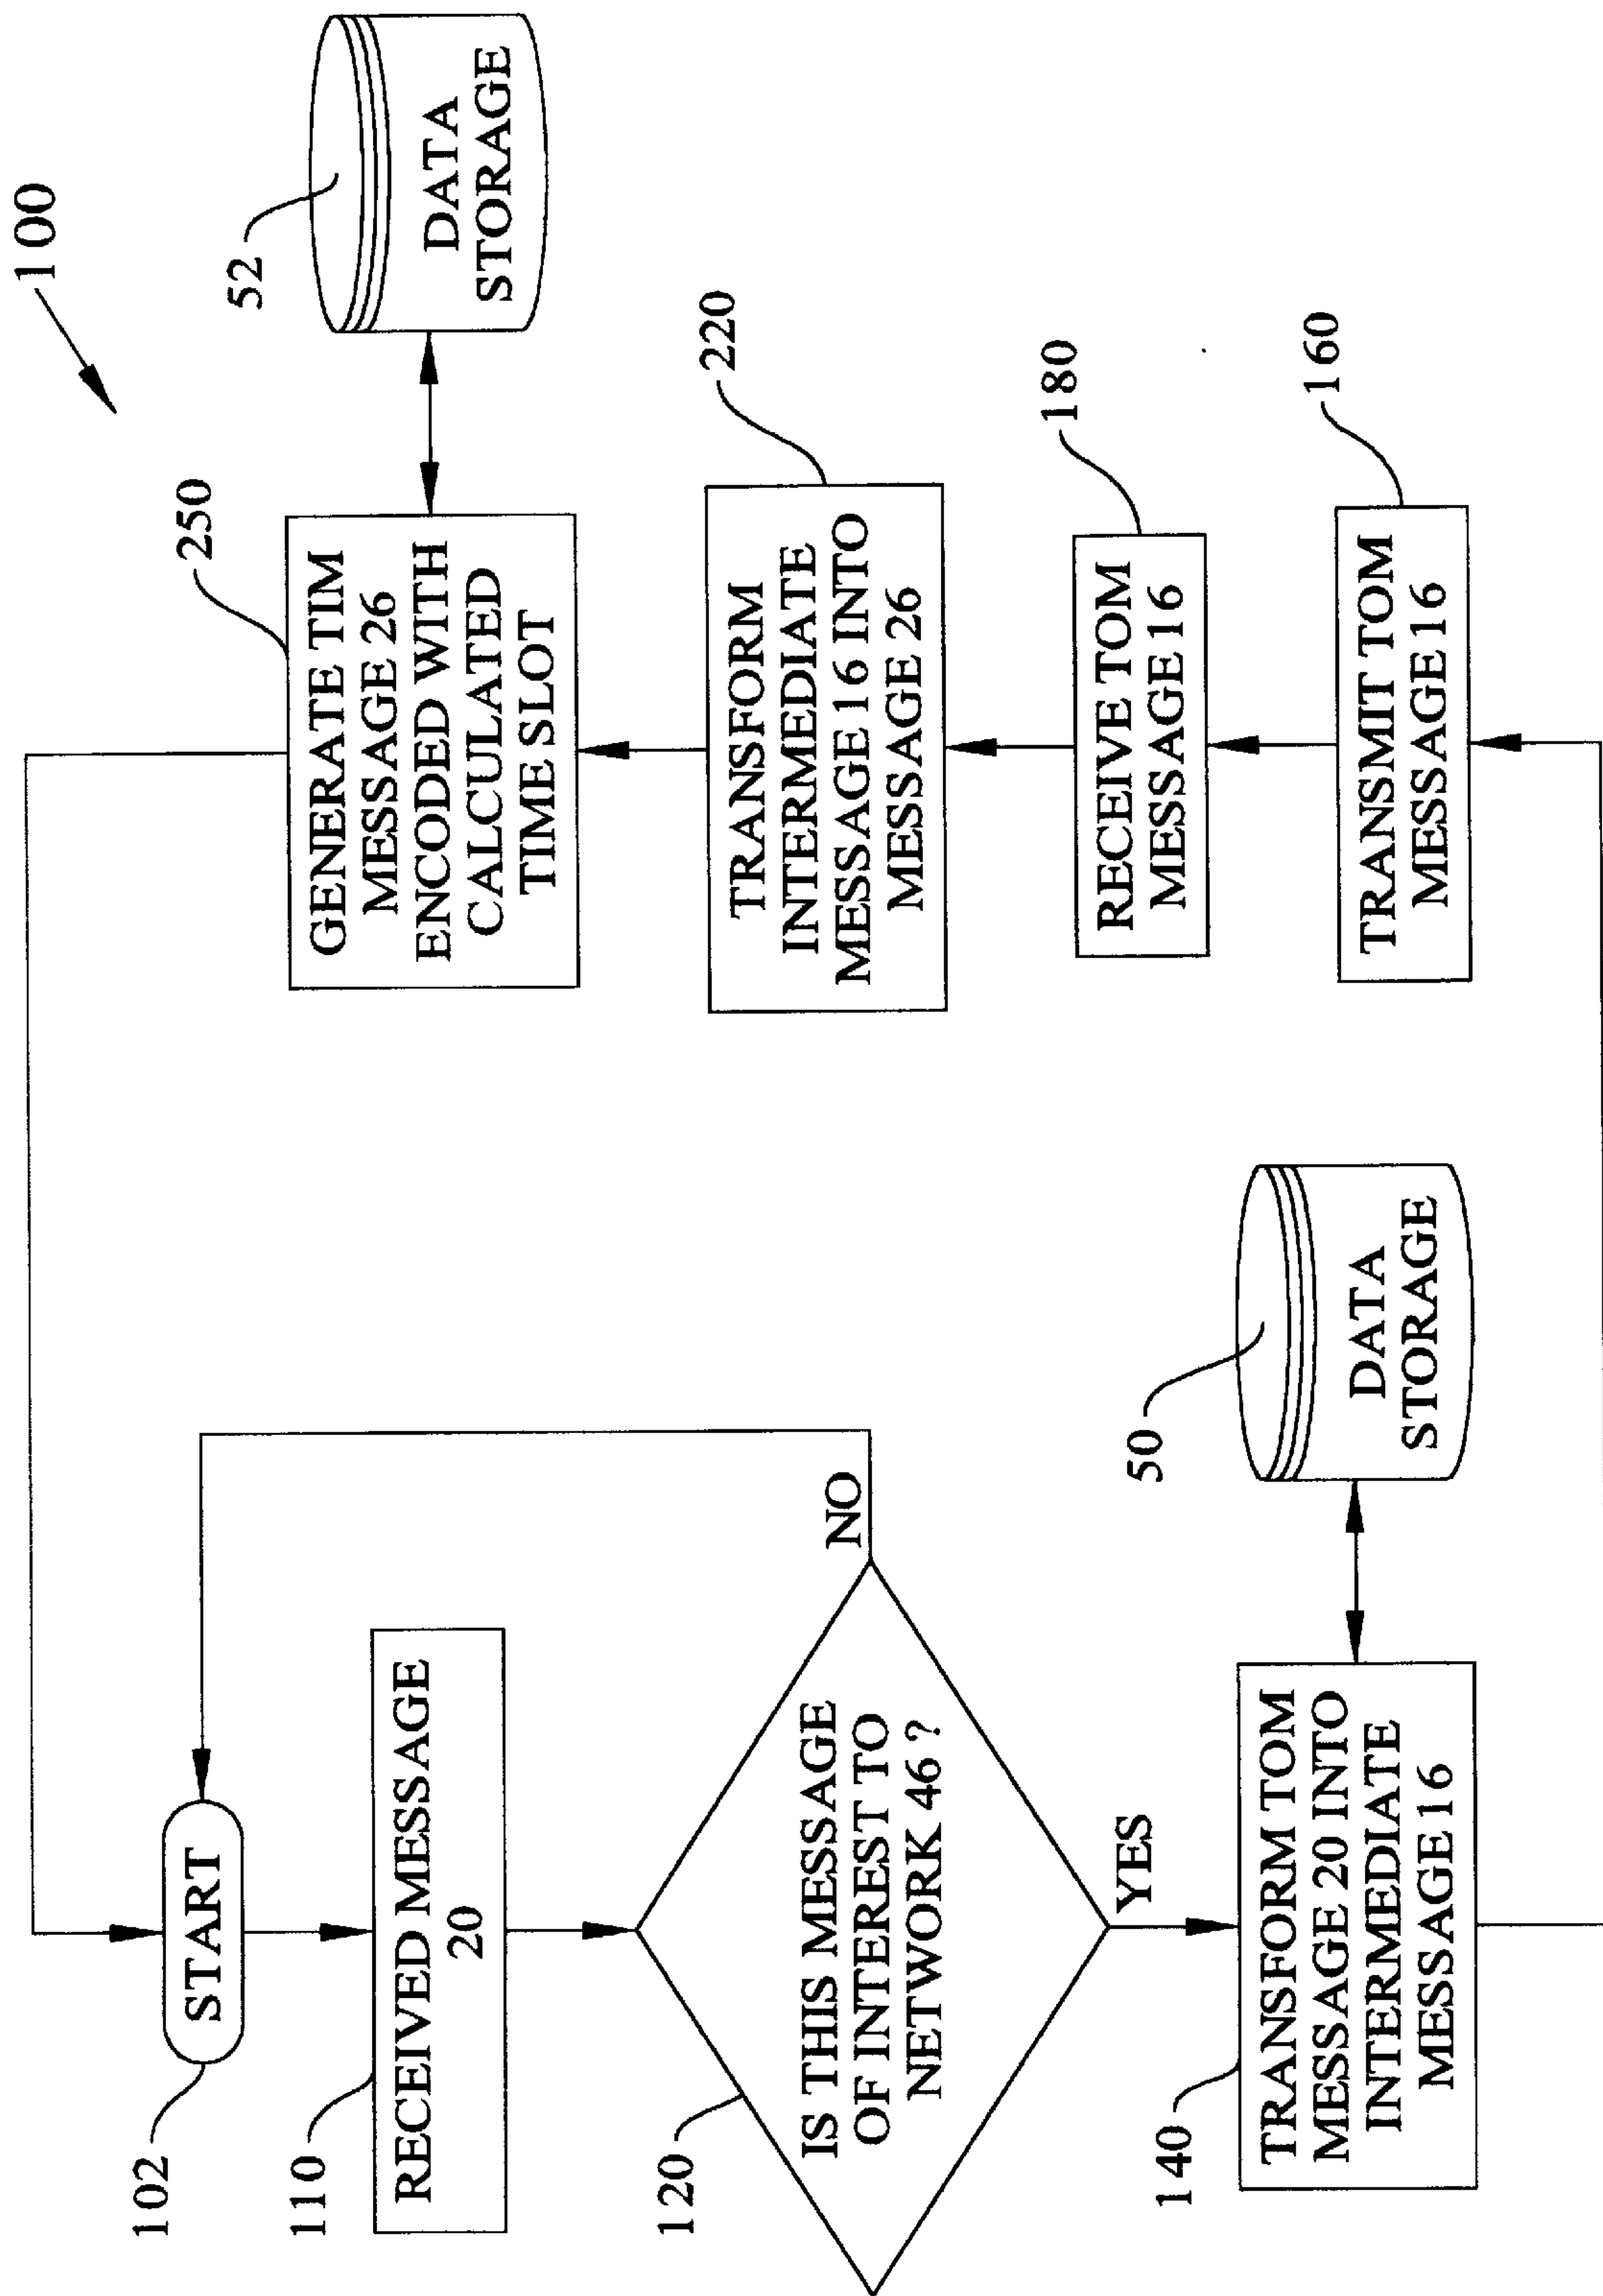 100
102
START
110
RECEIVED MESSAGE
20
120
IS THIS MESSAGE
OF INTEREST TO
NETWORK 46 ?
NO
YES
140
TRANSFORM TOM
MESSAGE 20 INTO
INTERMEDIATE
MESSAGE 16
50
DATA
STORAGE
250
GENERATE TIM
MESSAGE 26
ENCODED WITH
CALCULATED
TIME SLOT
52
DATA
STORAGE
220
TRANSFORM
INTERMEDIATE
MESSAGE 16 INTO
MESSAGE 26
180
RECEIVE TOM
MESSAGE 16
160
TRANSMIT TOM
MESSAGE 16